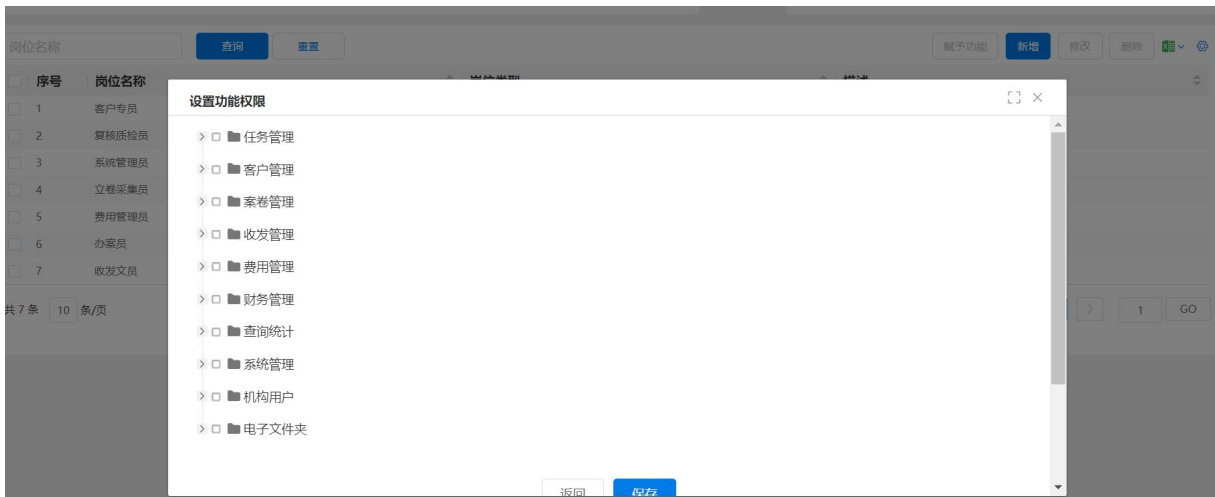 岗位名称 查询 重置 赋予功能 新增 修改 删除
序号 岗位名称 岗位类型 描述
设置功能权限
1 客户专员
2 复核质检员
3 系统管理员
4 立卷采集员
5 费用管理员
6 办案员
7 收发文员
共 7 条 10 条/页 1 GO
任务管理
客户管理
案卷管理
收发管理
费用管理
财务管理
查询统计
系统管理
机构用户
电子文件夹
返回 保存